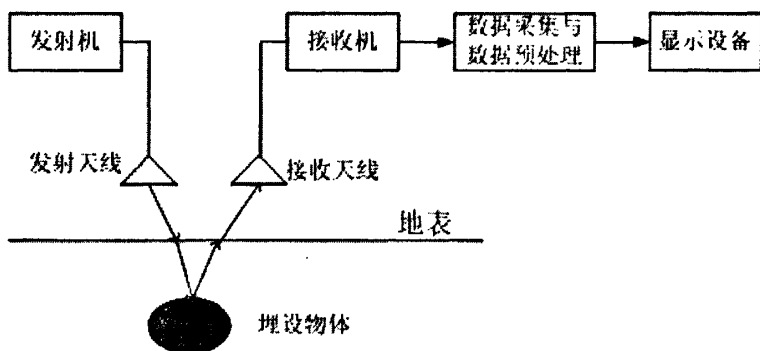 发射机
接收机
数据采集与
数据预处理
显示设备
发射天线
接收天线
地表
埋设物体